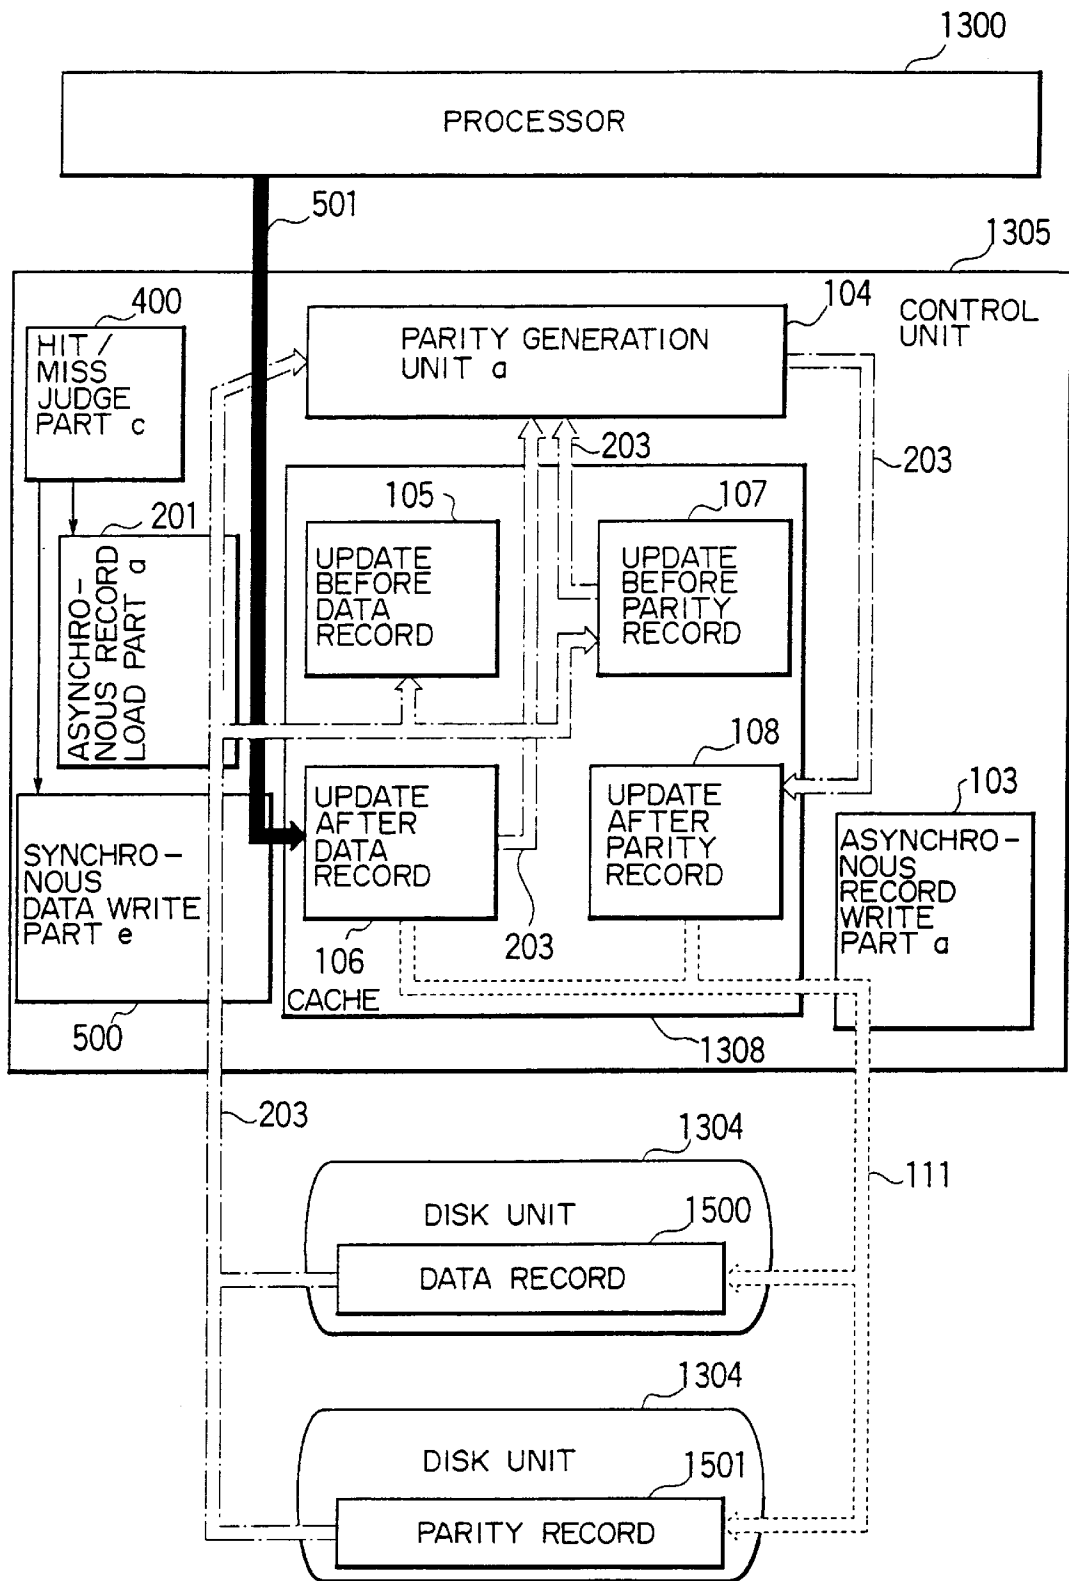 1300
PROCESSOR
501
1305
400
104
CONTROL
UNIT
HIT/
MISS
JUDGE
PART c
PARITY GENERATION
UNIT a
203
203
201
105
107
ASYNCHRO-
NOUS RECORD
LOAD PART a
UPDATE
BEFORE
DATA
RECORD
UPDATE
BEFORE
PARITY
RECORD
108
103
UPDATE
AFTER
DATA
RECORD
UPDATE
AFTER
PARITY
RECORD
SYNCHRO-
NOUS
DATA WRITE
PART e
ASYNCHRO-
NOUS
RECORD
WRITE
PART a
106
203
CACHE
500
1308
203
1304
111
DISK UNIT
1500
DATA RECORD
1304
DISK UNIT
1501
PARITY RECORD